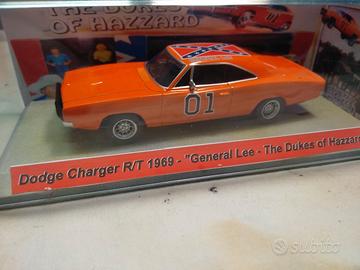 THE DUKES OF
HAZZARD
01
Dodge Charger R/T 1969 - "General Lee - The Dukes of Hazzard
subito